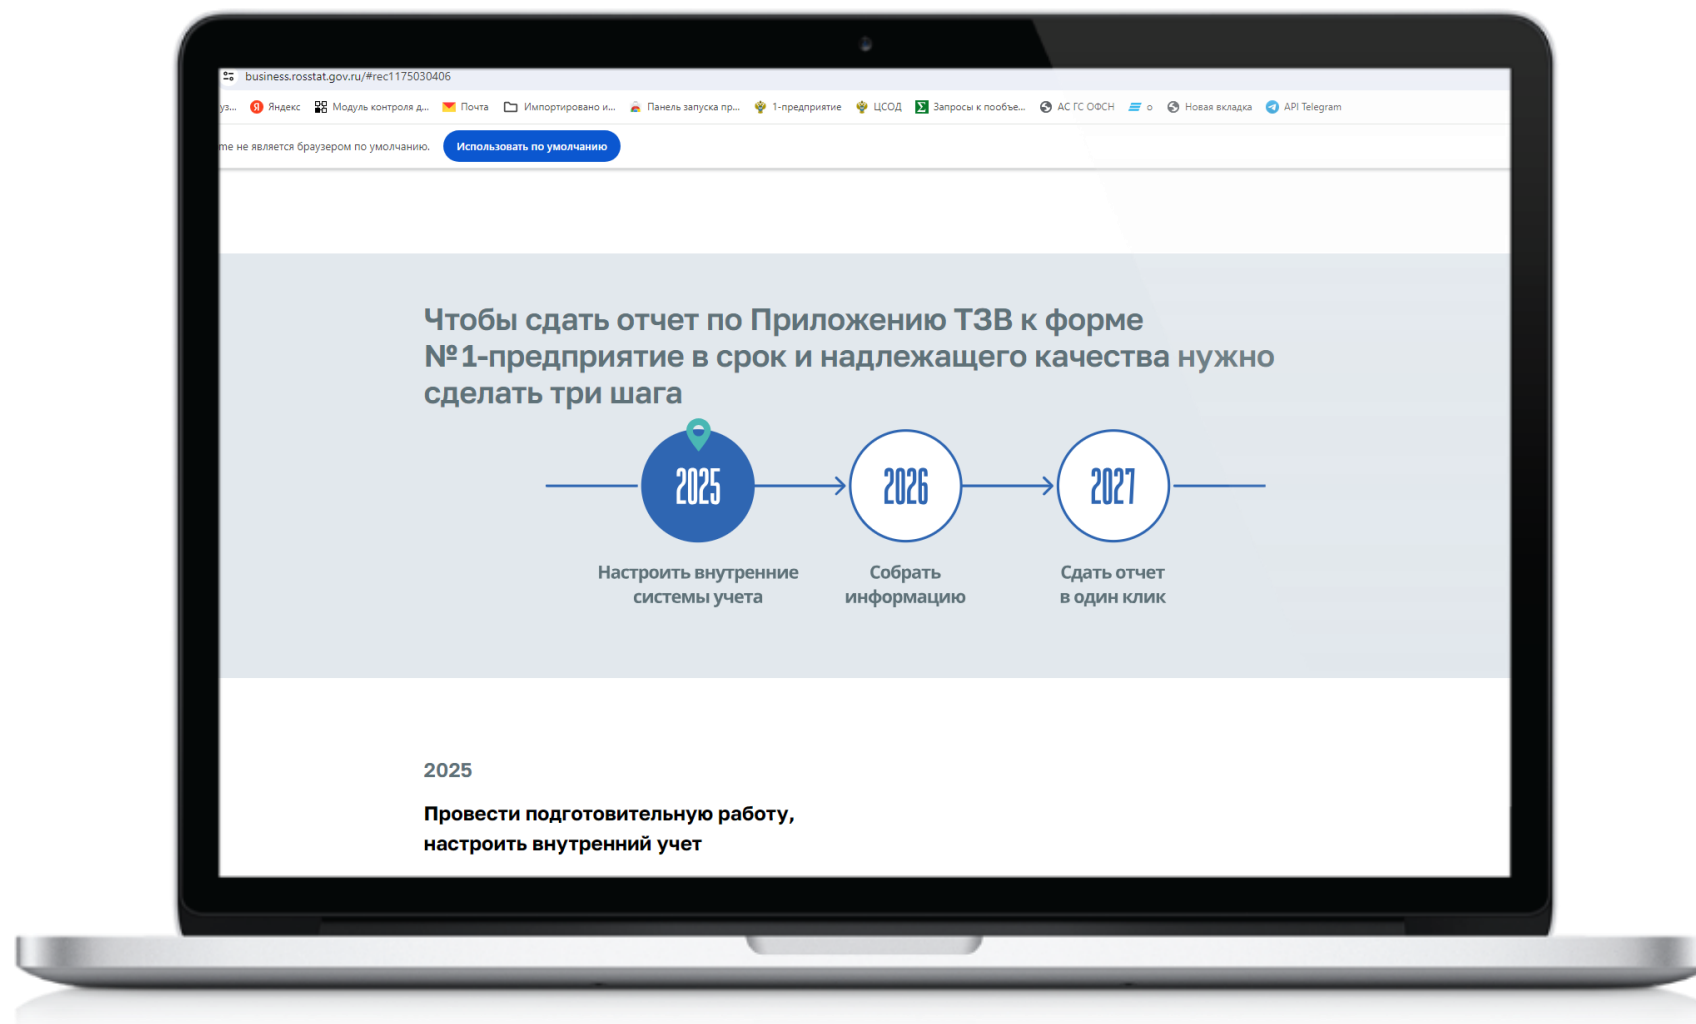 business.rosstat.gov.ru/#rec1175030406
уз... Яндекс Модуль контроля д... Почта Импортировано и... Панель запуска пр... 1-предприятие ЦСОД Запросы к пообъе... АС ГС ОФСН о Новая вкладка API Telegram
me не является браузером по умолчанию. Использовать по умолчанию
Чтобы сдать отчет по Приложению ТЗВ к форме
№1-предприятие в срок и надлежащего качества нужно
сделать три шага
2025 2026 2027
Настроить внутренние
системы учета
Собрать
информацию
Сдать отчет
в один клик
2025
Провести подготовительную работу,
настроить внутренний учет